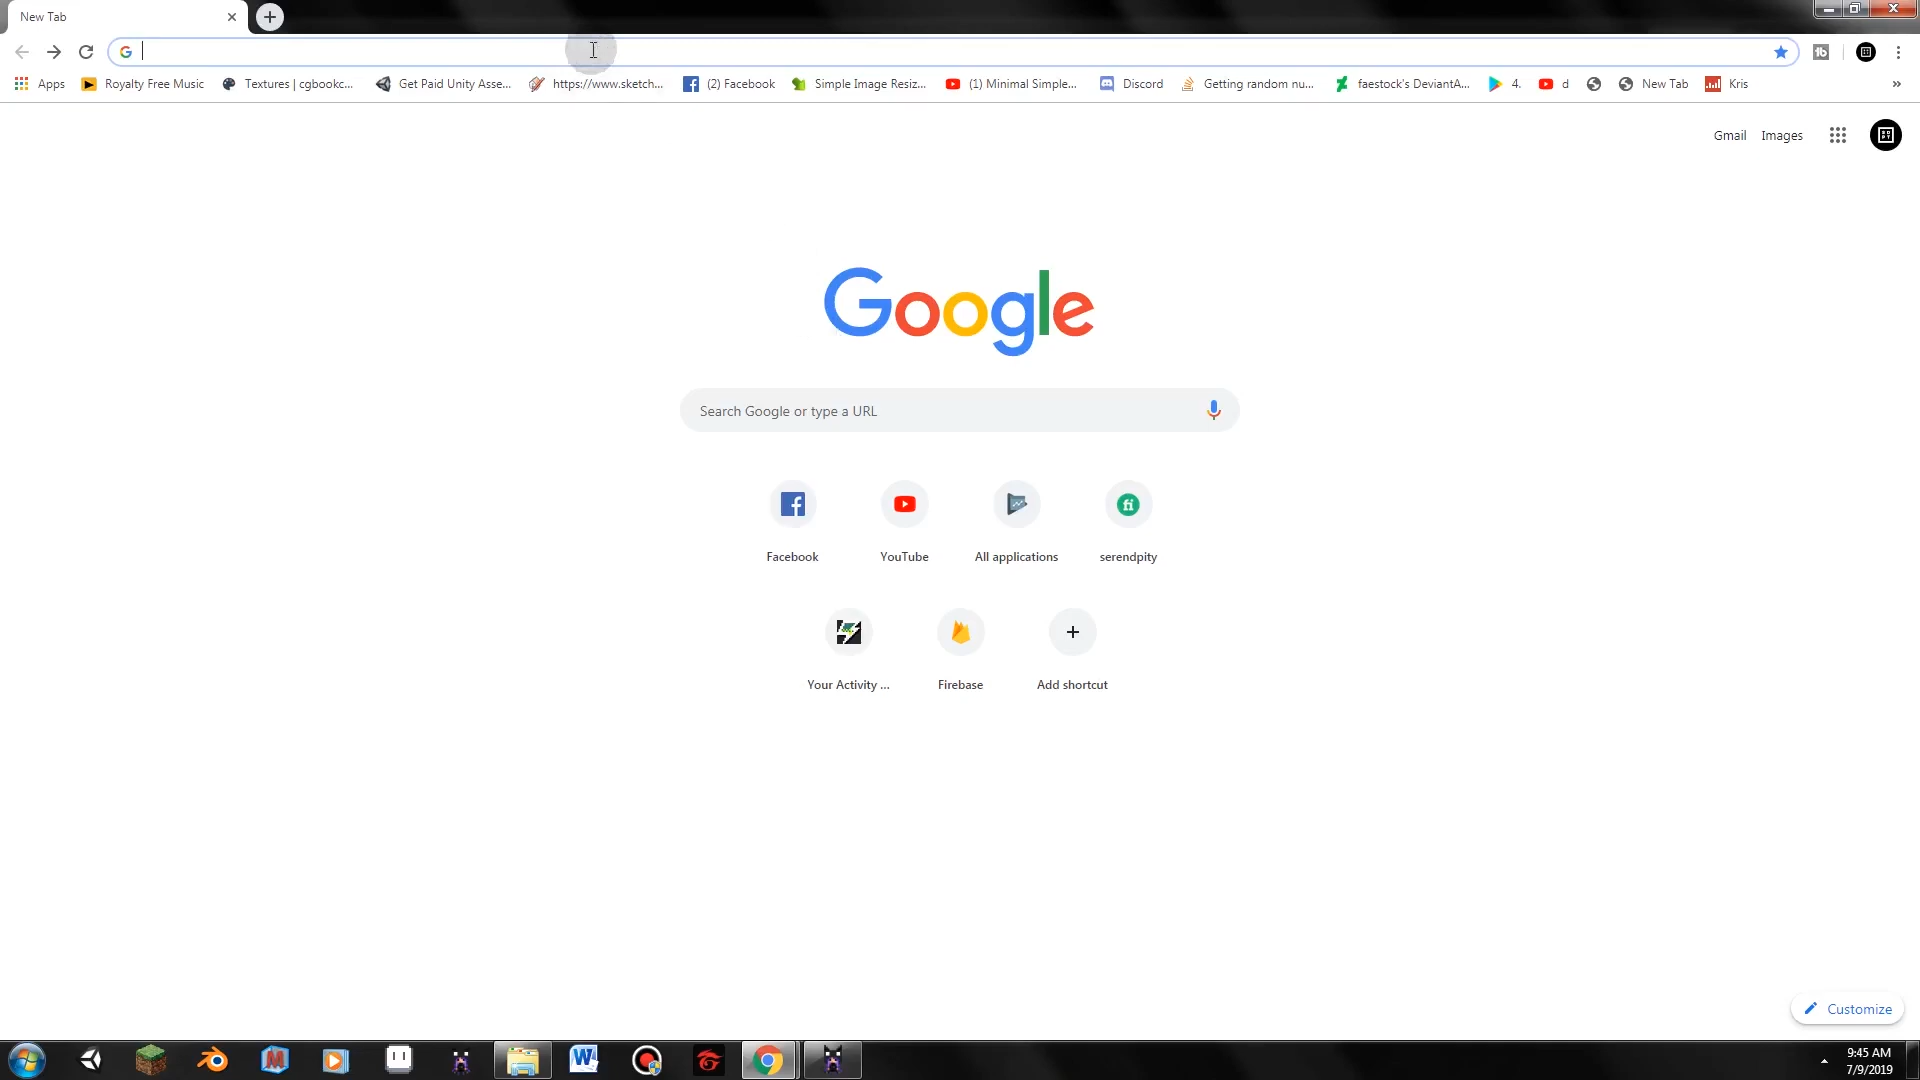 New Tab
Apps
Royalty Free Music
Textures | cgbookc...
Get Paid Unity Asse...
https://www.sketch...
(2) Facebook
Simple Image Resiz...
(1) Minimal Simple...
Discord
Getting random nu...
faestock's DeviantA...
4.
d
New Tab
Kris
»
Gmail
Images
Google
Search Google or type a URL
Facebook
YouTube
All applications
serendpity
Your Activity ...
Firebase
Add shortcut
Customize
9:45 AM
7/9/2019